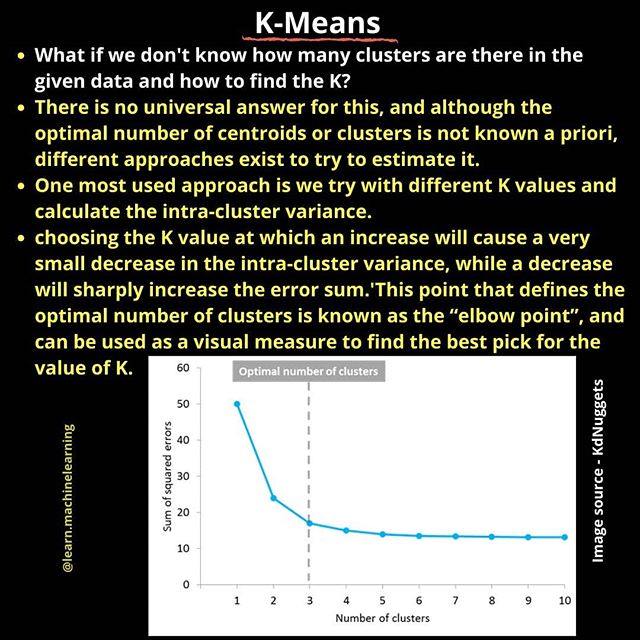 K-Means
• What if we don't know how many clusters are there in the
given data and how to find the K?
• There is no universal answer for this, and although the
optimal number of centroids or clusters is not known a priori,
different approaches exist to try to estimate it.
• One most used approach is we try with different K values and
calculate the intra-cluster variance.
• choosing the K value at which an increase will cause a very
small decrease in the intra-cluster variance, while a decrease
will sharply increase the error sum.'This point that defines the
optimal number of clusters is known as the “elbow point”, and
can be used as a visual measure to find the best pick for the
value of K.
@learn.machinelearning
Optimal number of clusters
Sum of squared errors
60
50
40
30
20
10
0
1 2 3 4 5 6 7 8 9 10
Number of clusters
Image source - KdNuggets